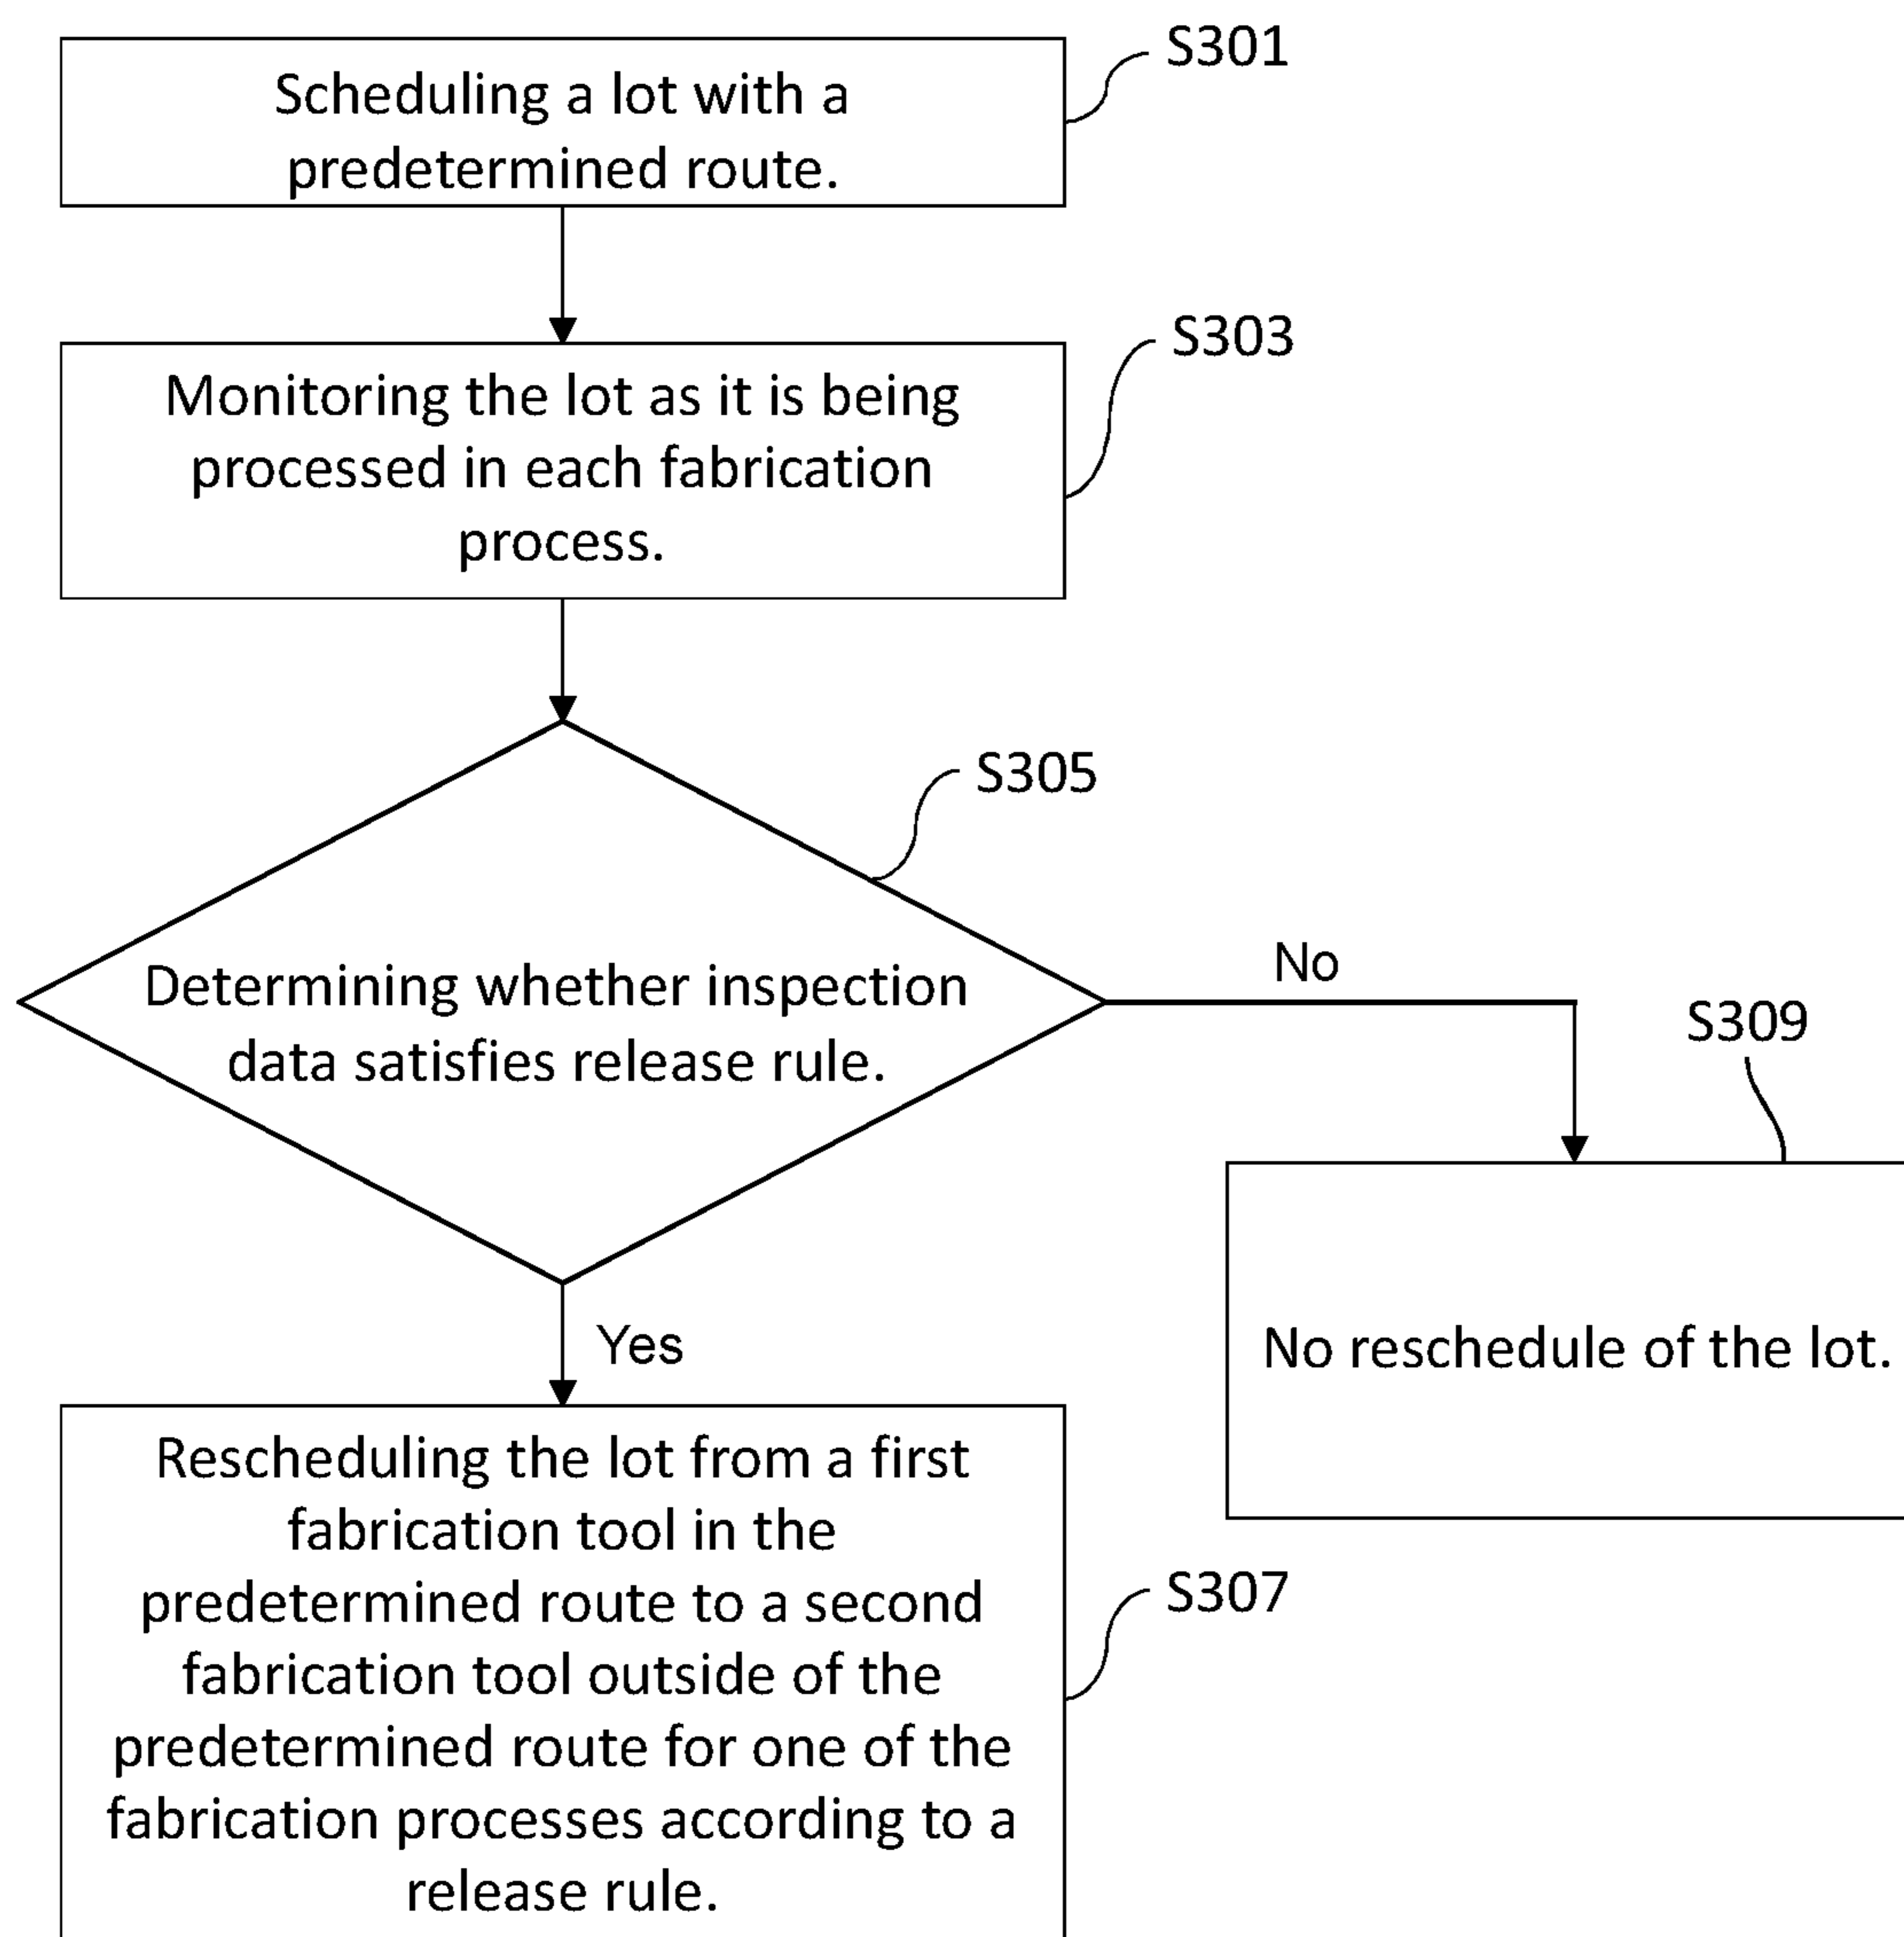 S301
Scheduling a lot with a
predetermined route.
S303
Monitoring the lot as it is being
processed in each fabrication
process.
S305
Determining whether inspection
data satisfies release rule.
No
S309
No reschedule of the lot.
Yes
Rescheduling the lot from a first
fabrication tool in the
predetermined route to a second
fabrication tool outside of the
predetermined route for one of the
fabrication processes according to a
release rule.
S307